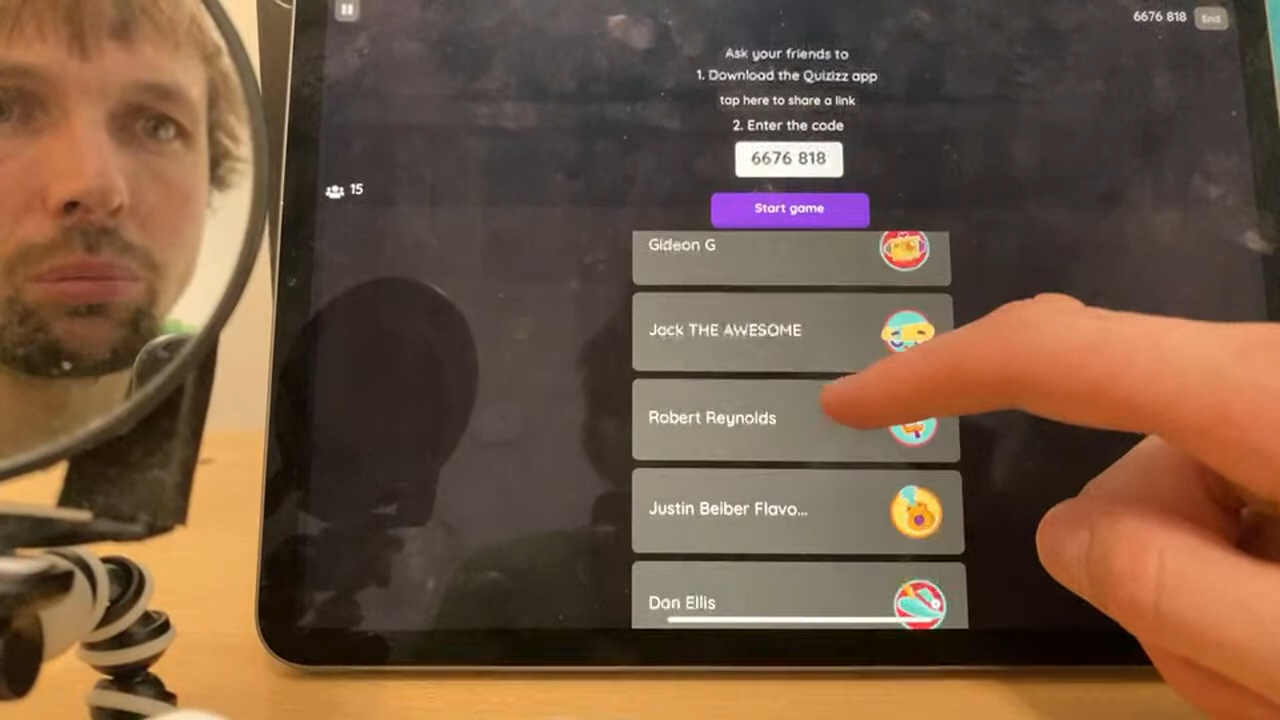 6676 818 End
Ask your friends to
1. Download the Quizizz app
tap here to share a link
2. Enter the code
6676 818
15
Start game
Gideon G
Jack THE AWESOME
Robert Reynolds
Justin Beiber Flavo...
Dan Ellis